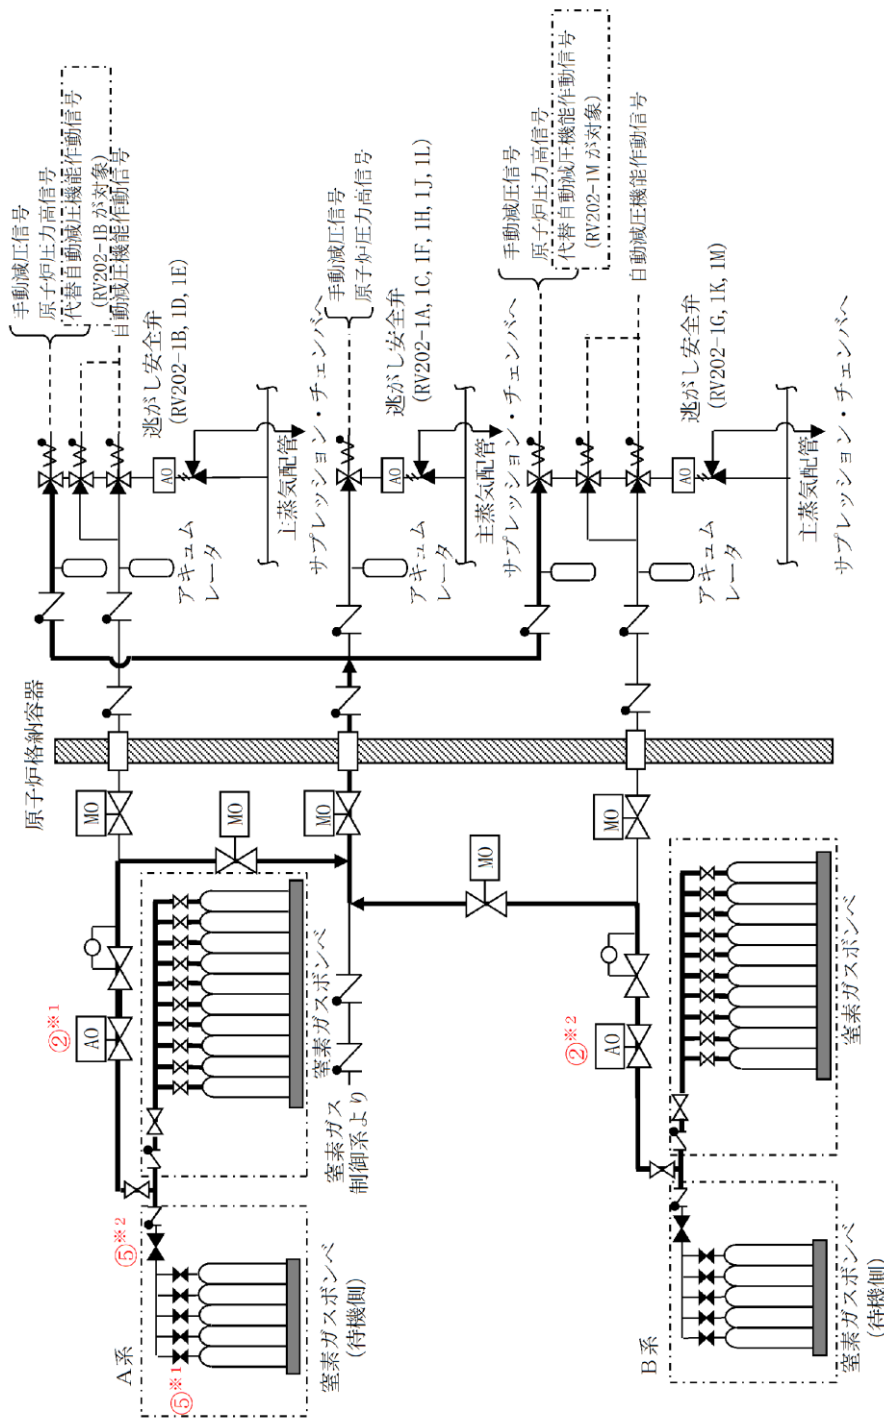 手動減圧信号
原子炉圧力高信号
代替自動減圧機能作動信号
(RV202-1Bが対象)
自動減圧機能作動信号
逃がし安全弁
(RV202-1B, 1D, 1E)
AO
主蒸気配管
サプレッション・チェンバへ
アキュム
レータ
手動減圧信号
原子炉圧力高信号
逃がし安全弁
(RV202-1A, 1C, 1F, 1H, 1J, 1L)
AO
主蒸気配管
サプレッション・チェンバへ
アキュム
レータ
手動減圧信号
原子炉圧力高信号
代替自動減圧機能作動信号
(RV202-1Mが対象)
自動減圧機能作動信号
逃がし安全弁
(RV202-1G, 1K, 1M)
AO
主蒸気配管
サプレッション・チェンバへ
アキュム
レータ
原子炉格納容器
MO
MO
MO
MO
MO
②※1
AO
窒素ガスボンベ
窒素ガス
制御系より
②※2
AO
窒素ガスボンベ
A系
⑤※1
⑤※2
窒素ガスボンベ
(待機側)
B系
窒素ガスボンベ
(待機側)